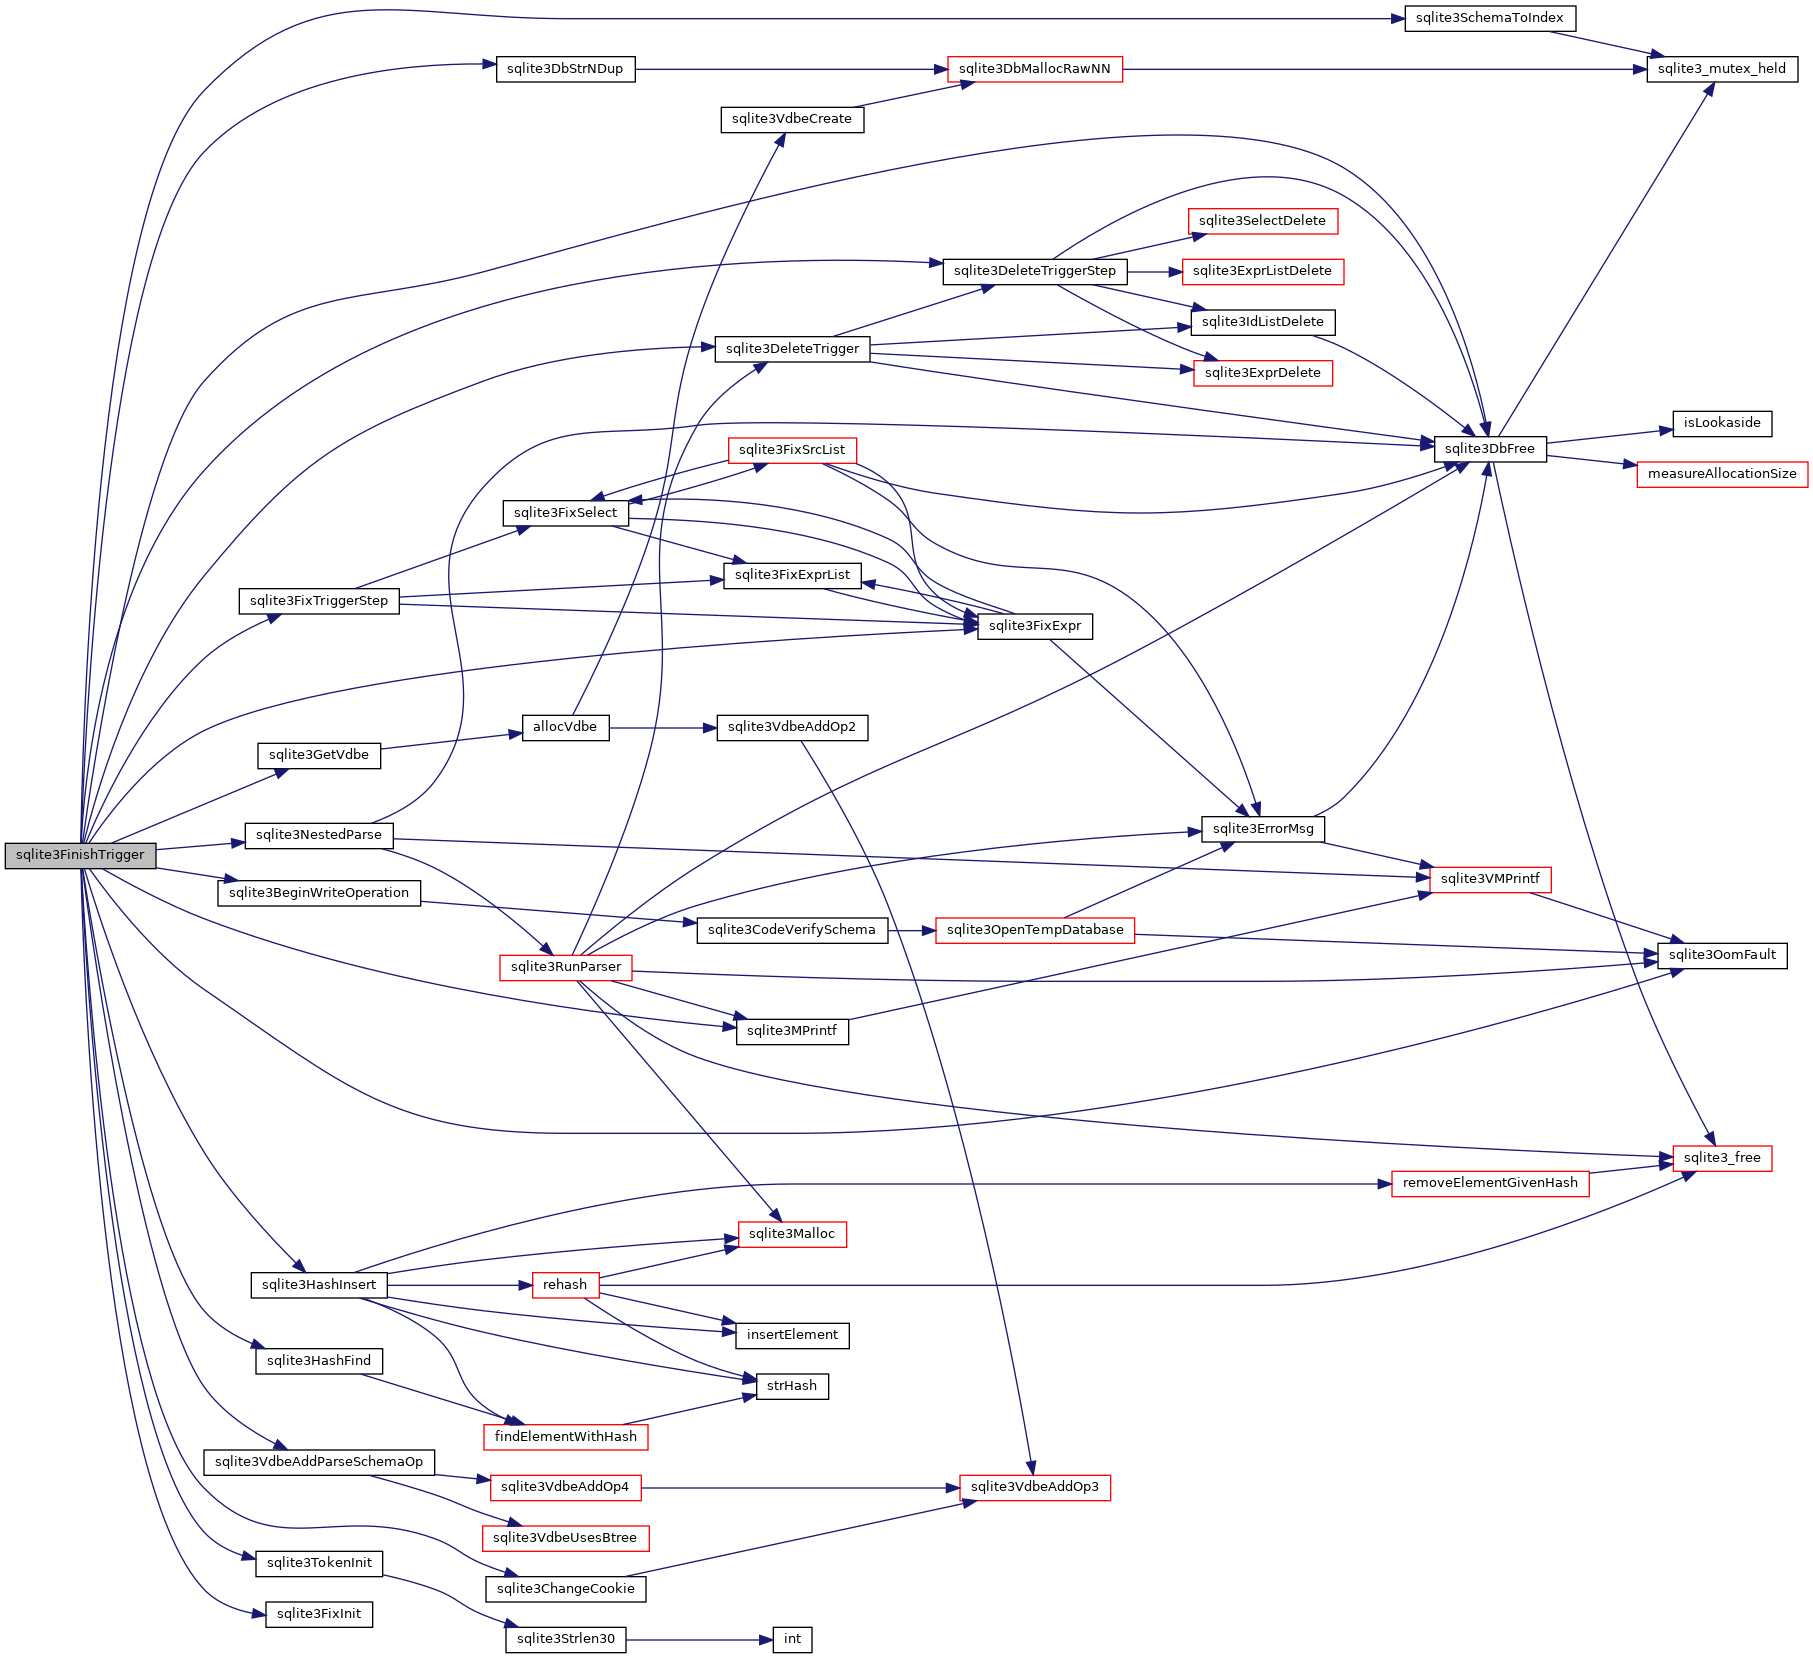 sqlite3SchemaToIndex
sqlite3DbStrNDup
sqlite3DbMallocRawNN
sqlite3_mutex_held
sqlite3VdbeCreate
sqlite3SelectDelete
sqlite3DeleteTriggerStep
sqlite3ExprListDelete
sqlite3IdListDelete
sqlite3DeleteTrigger
sqlite3ExprDelete
isLookaside
sqlite3FixSrcList
sqlite3DbFree
measureAllocationSize
sqlite3FixSelect
sqlite3FixExprList
sqlite3FixTriggerStep
sqlite3FixExpr
allocVdbe
sqlite3VdbeAddOp2
sqlite3GetVdbe
sqlite3ErrorMsg
sqlite3NestedParse
sqlite3FinishTrigger
sqlite3VMPrintf
sqlite3BeginWriteOperation
sqlite3CodeVerifySchema
sqlite3OpenTempDatabase
sqlite3OomFault
sqlite3RunParser
sqlite3MPrintf
sqlite3_free
removeElementGivenHash
sqlite3Malloc
sqlite3HashInsert
rehash
insertElement
sqlite3HashFind
strHash
findElementWithHash
sqlite3VdbeAddParseSchemaOp
sqlite3VdbeAddOp4
sqlite3VdbeAddOp3
sqlite3VdbeUsesBtree
sqlite3TokenInit
sqlite3ChangeCookie
sqlite3FixInit
sqlite3Strlen30
int